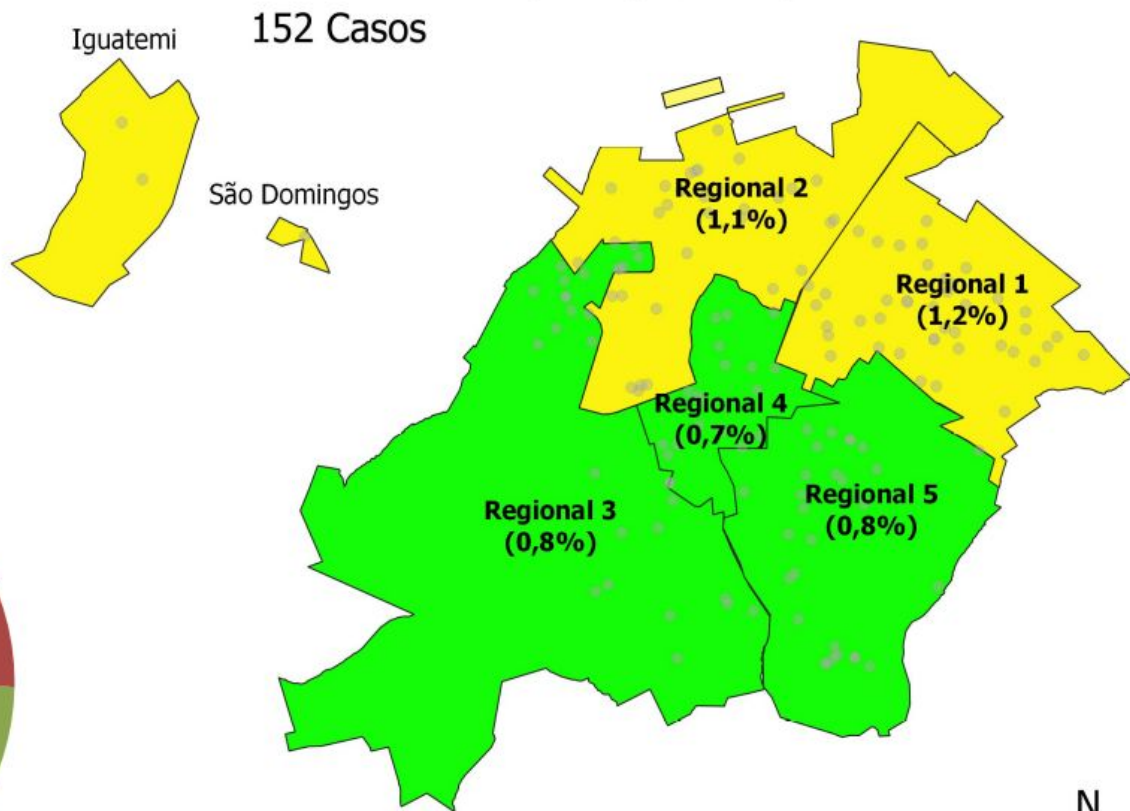 152 Casos
Iguatemi
São Domingos
Regional 2
(1,1%)
Regional 1
(1,2%)
Regional 4
(0,7%)
Regional 3
(0,8%)
Regional 5
(0,8%)
N